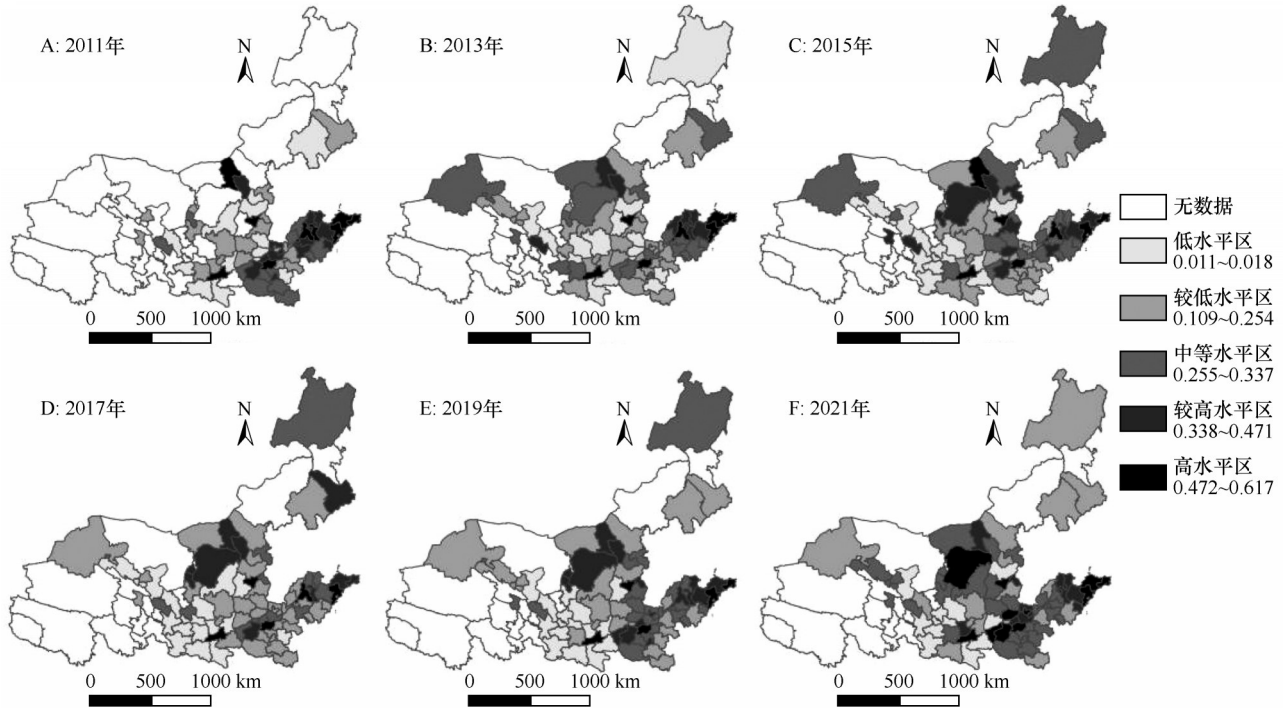 A: 2011年
N
0 500 1000 km
B: 2013年
N
0 500 1000 km
C: 2015年
N
0 500 1000 km
D: 2017年
N
0 500 1000 km
E: 2019年
N
0 500 1000 km
F: 2021年
N
0 500 1000 km
无数据
低水平区
0.011~0.018
较低水平区
0.109~0.254
中等水平区
0.255~0.337
较高水平区
0.338~0.471
高水平区
0.472~0.617